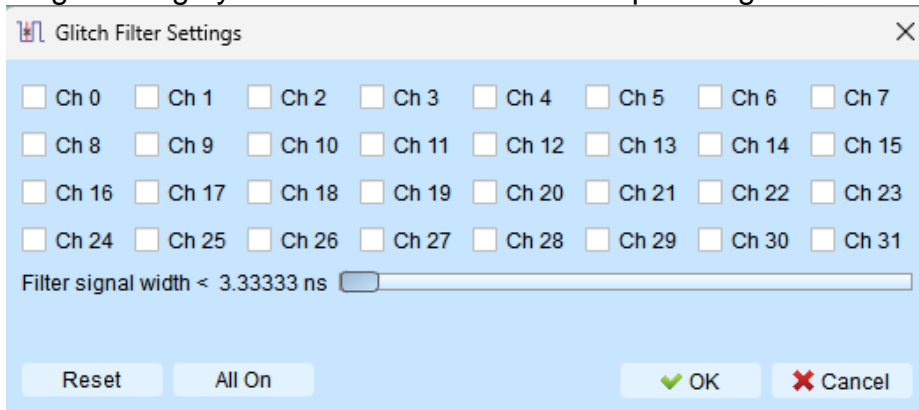 Glitch Filter Settings
Ch 0 Ch 1 Ch 2 Ch 3 Ch 4 Ch 5 Ch 6 Ch 7
Ch 8 Ch 9 Ch 10 Ch 11 Ch 12 Ch 13 Ch 14 Ch 15
Ch 16 Ch 17 Ch 18 Ch 19 Ch 20 Ch 21 Ch 22 Ch 23
Ch 24 Ch 25 Ch 26 Ch 27 Ch 28 Ch 29 Ch 30 Ch 31
Filter signal width < 3.33333 ns
Reset All On OK Cancel